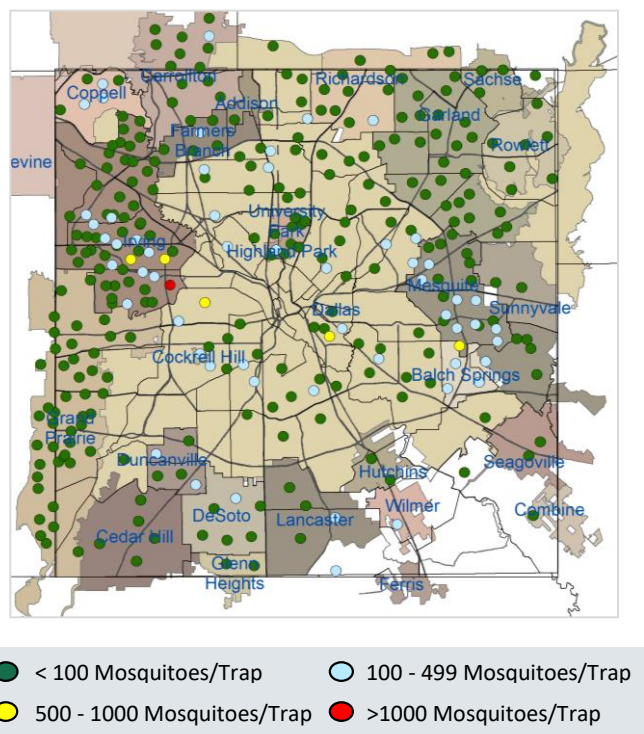 Carrollton
Richardson
Sachse
Coppell
Addison
Garland
Farmers
Branch
Rowlett
evine
University
Park
Irving
Highland Park
Mesquite
Sunnyvale
Dallas
Cockrell Hill
Balch Springs
Grand
Prairie
Duncanville
Hutchins
Seagoville
DeSoto
Lancaster
Wilmer
Combine
Cedar Hill
Glenn
Heights
Ferris
< 100 Mosquitoes/Trap
100 - 499 Mosquitoes/Trap
500 - 1000 Mosquitoes/Trap
>1000 Mosquitoes/Trap